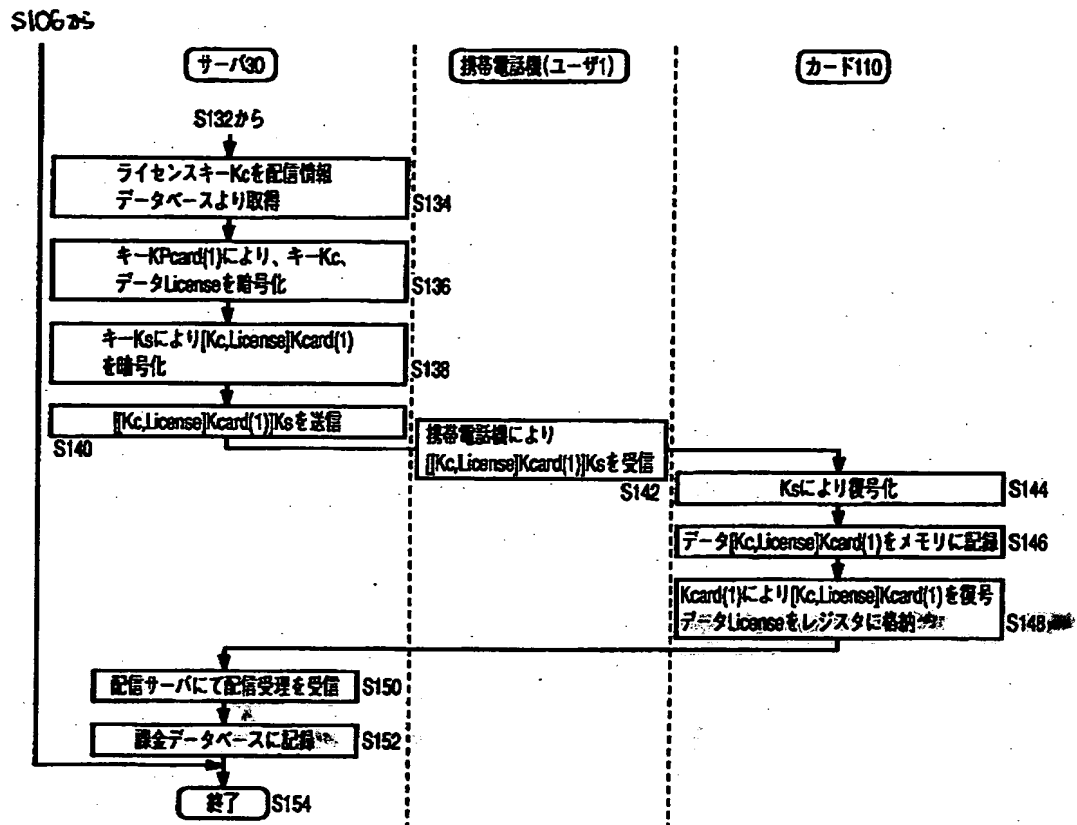 S106から
サーバ30
携帯電話機(ユーザ1)
カード110
S132から
ライセンスキーKcを配信情報
データベースより取得
S134
キーKPcard(1)により、キーKc、
データLicenseを暗号化
S136
キーKsにより[Kc,License]Kcard(1)
を暗号化
S138
[[Kc,License]Kcard(1)]Ksを送信
S140
携帯電話機により
[[Kc,License]Kcard(1)]Ksを受信
S142
Ksにより復号化
S144
データ[Kc,License]Kcard(1)をメモリに記録
S146
Kcard(1)により[Kc,License]Kcard(1)を復号
データLicenseをレジスタに格納
S148
配信サーバにて配信受理を受信
S150
課金データベースに記録
S152
終了
S154